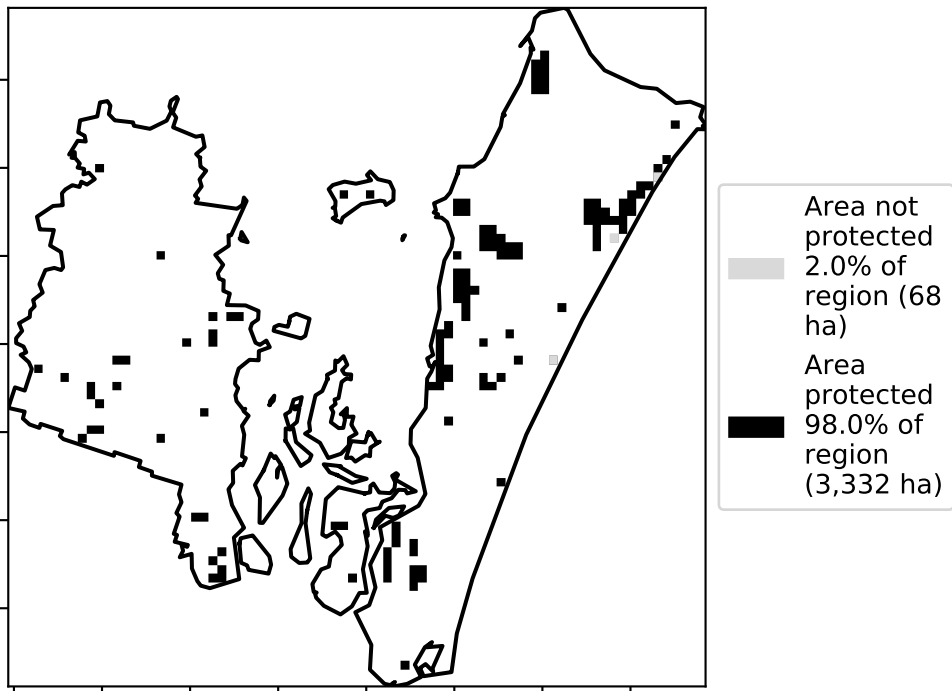 Area not
protected
2.0% of
region (68
ha)
Area
protected
98.0% of
region
(3,332 ha)